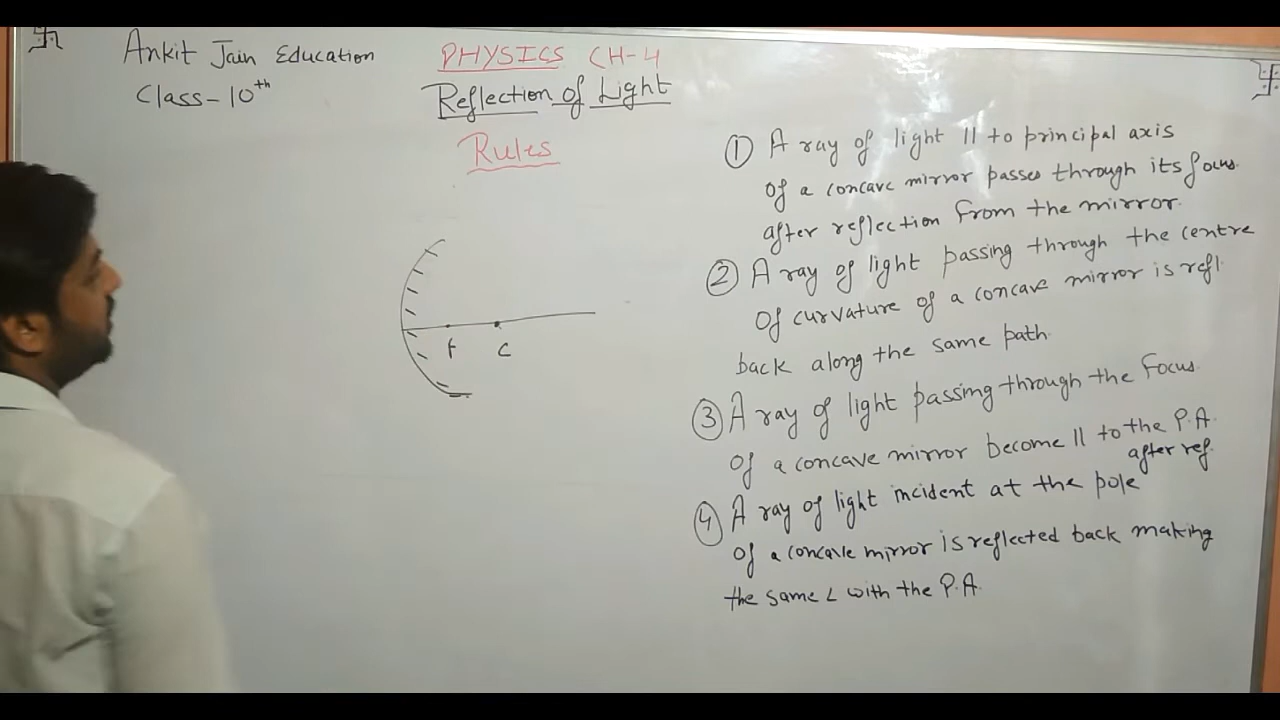 Ankit Jain Education
Class-10th
PHYSICS CH-4
Reflection of Light
Rules
F C
① A ray of light || to principal axis
of a concave mirror passes through its focus.
after reflection from the mirror.
② A ray of light passing through the centre
of curvature of a concave mirror is refl.
back along the same path.
③ A ray of light passing through the Focus.
of a concave mirror become || to the P.A.
after ref.
④ A ray of light incident at the pole
of a concave mirror is reflected back making
the same ∠ with the P.A.